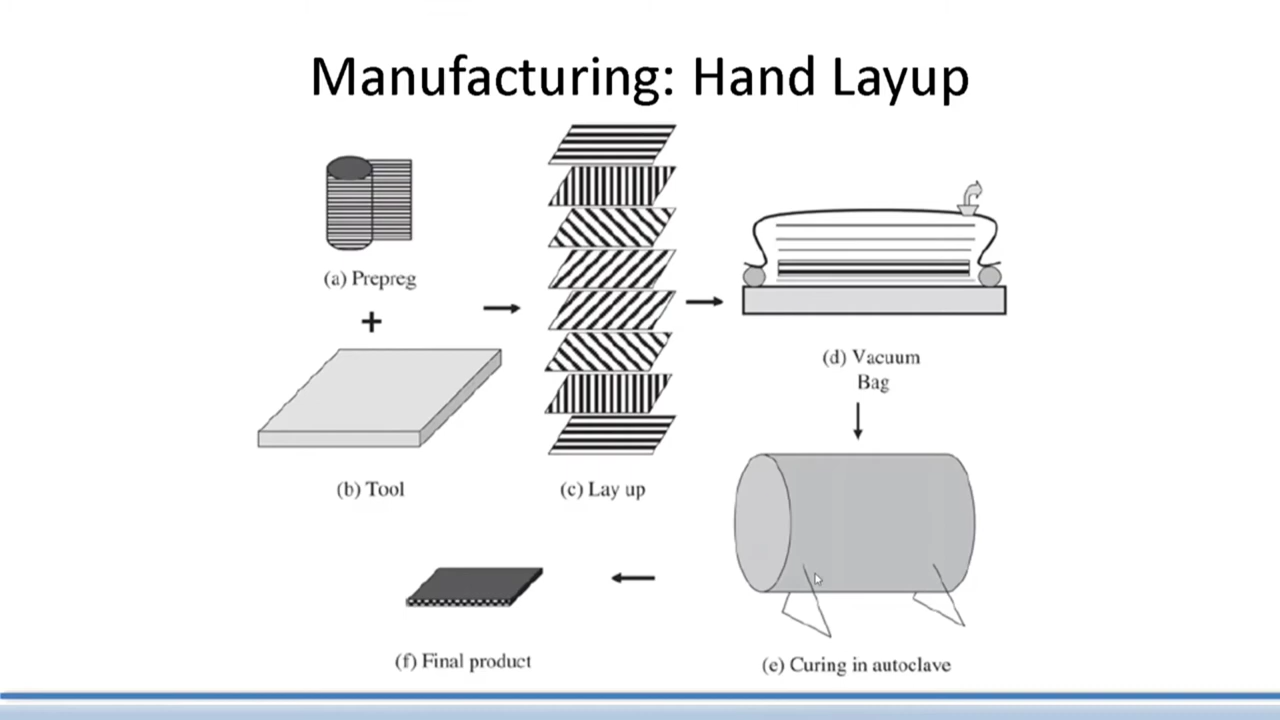 Manufacturing: Hand Layup
(a) Prepreg
+
(b) Tool
(c) Lay up
(d) Vacuum
Bag
(e) Curing in autoclave
(f) Final product